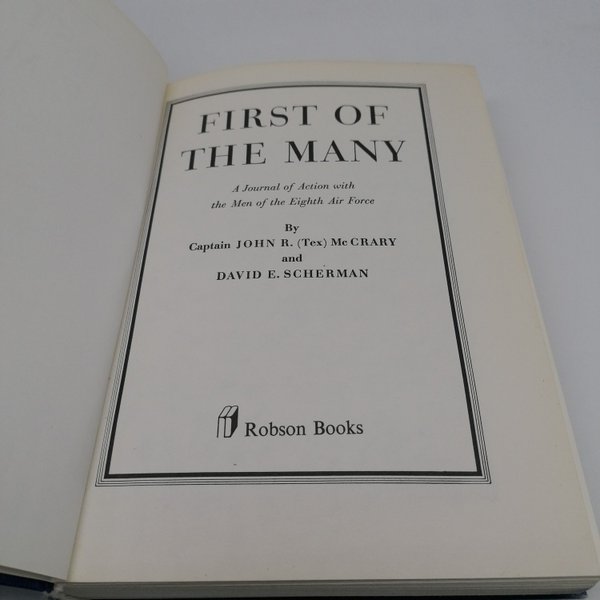 FIRST OF
THE MANY
A Journal of Action with
the Men of the Eighth Air Force
By
Captain JOHN R. (Tex) McCRARY
and
DAVID E. SCHERMAN
Robson Books